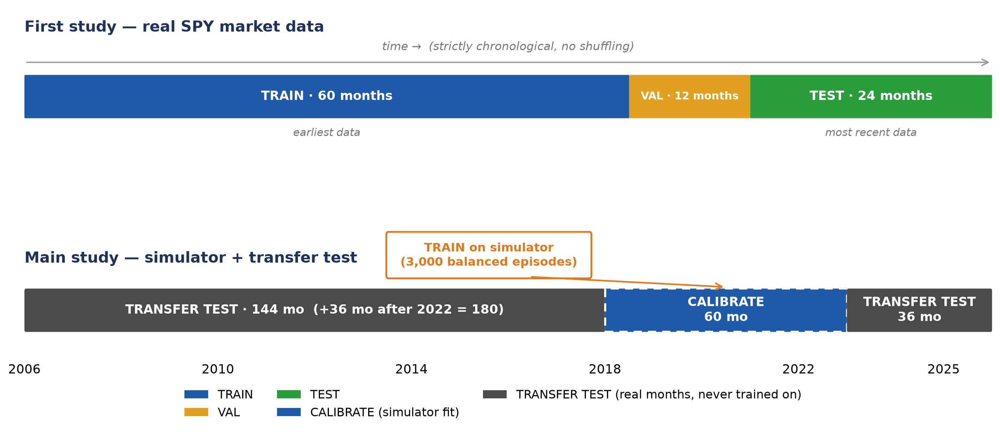 First study — real SPY market data
time → (strictly chronological, no shuffling)
TRAIN · 60 months
VAL · 12 months
TEST · 24 months
earliest data
most recent data
TRAIN on simulator
(3,000 balanced episodes)
Main study — simulator + transfer test
TRANSFER TEST · 144 mo (+36 mo after 2022 = 180)
CALIBRATE
60 mo
TRANSFER TEST
36 mo
2006
2010
2014
2018
2022
2025
TRAIN
VAL
TEST
CALIBRATE (simulator fit)
TRANSFER TEST (real months, never trained on)